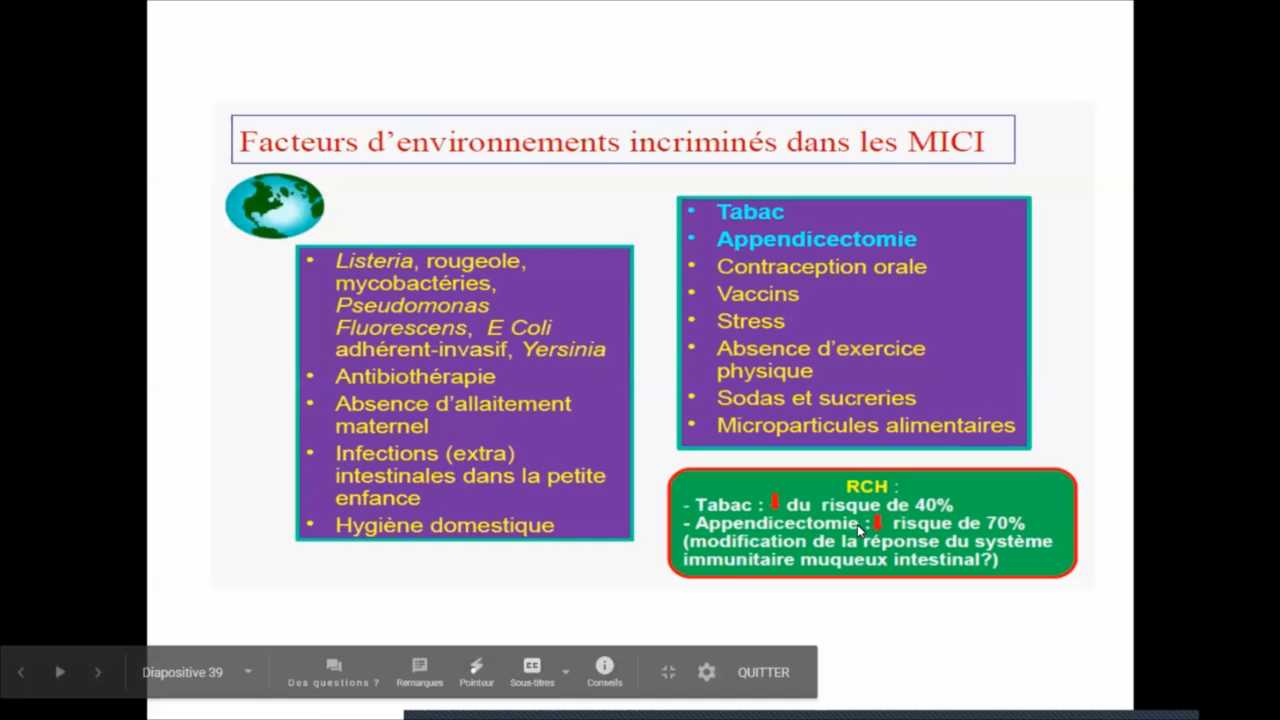 Facteurs d’environnements incriminés dans les MICI
• Listeria, rougeole,
mycobactéries,
Pseudomonas
Fluorescens, E Coli
adhérent-invasif, Yersinia
• Antibiothérapie
• Absence d’allaitement
maternel
• Infections (extra)
intestinales dans la petite
enfance
• Hygiène domestique
• Tabac
• Appendicectomie
• Contraception orale
• Vaccins
• Stress
• Absence d’exercice
physique
• Sodas et sucreries
• Microparticules alimentaires
RCH :
- Tabac : ⬇ du risque de 40%
- Appendicectomie :⬇ risque de 70%
(modification de la réponse du système
immunitaire muqueux intestinal?)
Diapositive 39
Des questions ?
Remarques
Pointeur
CC
Sous-titres
Conseils
QUITTER